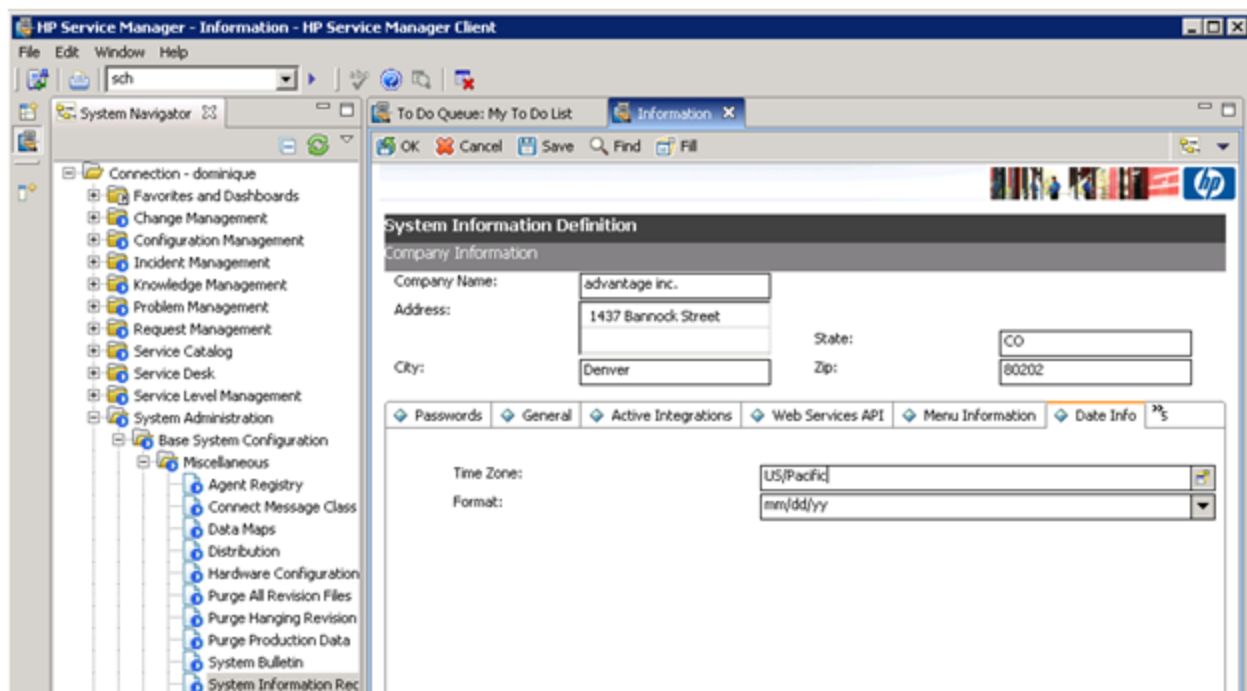 HP Service Manager - Information - HP Service Manager Client
File Edit Window Help
sch
System Navigator
To Do Queue: My To Do List
Information
OK Cancel Save Find Fill
Connection - dominique
Favorites and Dashboards
Change Management
Configuration Management
Incident Management
Knowledge Management
Problem Management
Request Management
Service Catalog
Service Desk
Service Level Management
System Administration
Base System Configuration
Miscellaneous
Agent Registry
Connect Message Class
Data Maps
Distribution
Hardware Configuration
Purge All Revision Files
Purge Hanging Revision
Purge Production Data
System Bulletin
System Information Rec
hp
System Information Definition
Company Information
Company Name: advantage inc.
Address: 1437 Bannock Street
State: CO
City: Denver Zip: 80202
Passwords General Active Integrations Web Services API Menu Information Date Info »5
Time Zone: US/Pacific
Format: mm/dd/yy